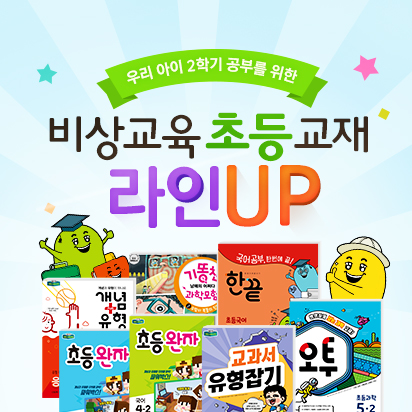 우리 아이 2학기 공부를 위한
비상교육 초등교재
라인UP
기똥찬
과학모험
국어공부, 한번에 끝!
한끝
초등국어
개념
+
유형
초등 완자
초등 완자
국어
4-2
교과서
유형잡기
오투
초등과학
5·2